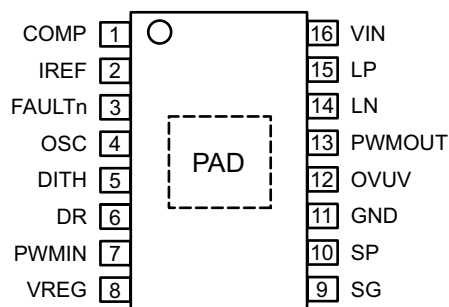 COMP 1 16 VIN
IREF 2 15 LP
FAULTn 3 14 LN
OSC 4 13 PWMOUT
DITH 5 PAD 12 OVUV
DR 6 11 GND
PWMIN 7 10 SP
VREG 8 9 SG